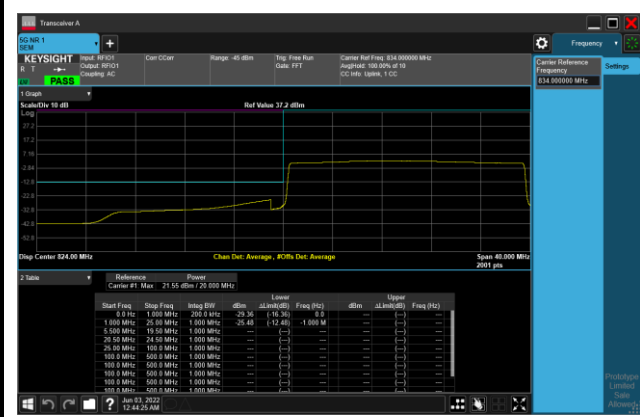 Transceiver A
5G NR 1
SEM
Frequency
KEYSIGHT
R T
PASS
Input: RFIO1
Output: RFIO1
Coupling: AC
Corr CCorr
Range: -45 dBm
Trig: Free Run
Gate: FFT
Carrier Ref Freq: 834.000000 MHz
Avg|Hold: 100.00% of 10
CC Info: Uplink, 1 CC
Carrier Reference
Frequency
834.000000 MHz
Settings
1 Graph
Scale/Div 10 dB
Ref Value 37.2 dBm
Log
27.2
17.2
7.16
-2.84
-12.8
-22.8
-32.8
-42.8
-52.8
Disp Center 824.00 MHz
Chan Det: Average , #Offs Det: Average
Span 40.000 MHz
2001 pts
2 Table
Reference Power
Carrier #1 Max 21.55 dBm / 20.000 MHz
Lower Upper
Start Freq Stop Freq Integ BW dBm ΔLimit(dB) Freq (Hz) dBm ΔLimit(dB) Freq (Hz)
0.0 Hz 1.000 MHz 200.0 kHz -29.36 (-16.36) 0.0 --- (---) ---
1.000 MHz 25.00 MHz 1.000 MHz -25.48 (-12.48) -1.000 M --- (---) ---
5.500 MHz 19.50 MHz 1.000 MHz --- (---) --- --- (---) ---
20.50 MHz 24.50 MHz 1.000 MHz --- (---) --- --- (---) ---
25.00 MHz 100.0 MHz 1.000 MHz --- (---) --- --- (---) ---
100.0 MHz 500.0 MHz 1.000 MHz --- (---) --- --- (---) ---
100.0 MHz 500.0 MHz 1.000 MHz --- (---) --- --- (---) ---
100.0 MHz 500.0 MHz 1.000 MHz --- (---) --- --- (---) ---
100.0 MHz 500.0 MHz 1.000 MHz --- (---) --- --- (---) ---
Jun 03, 2022
12:44:25 AM
Prototype
Limited
Sale
Allowed